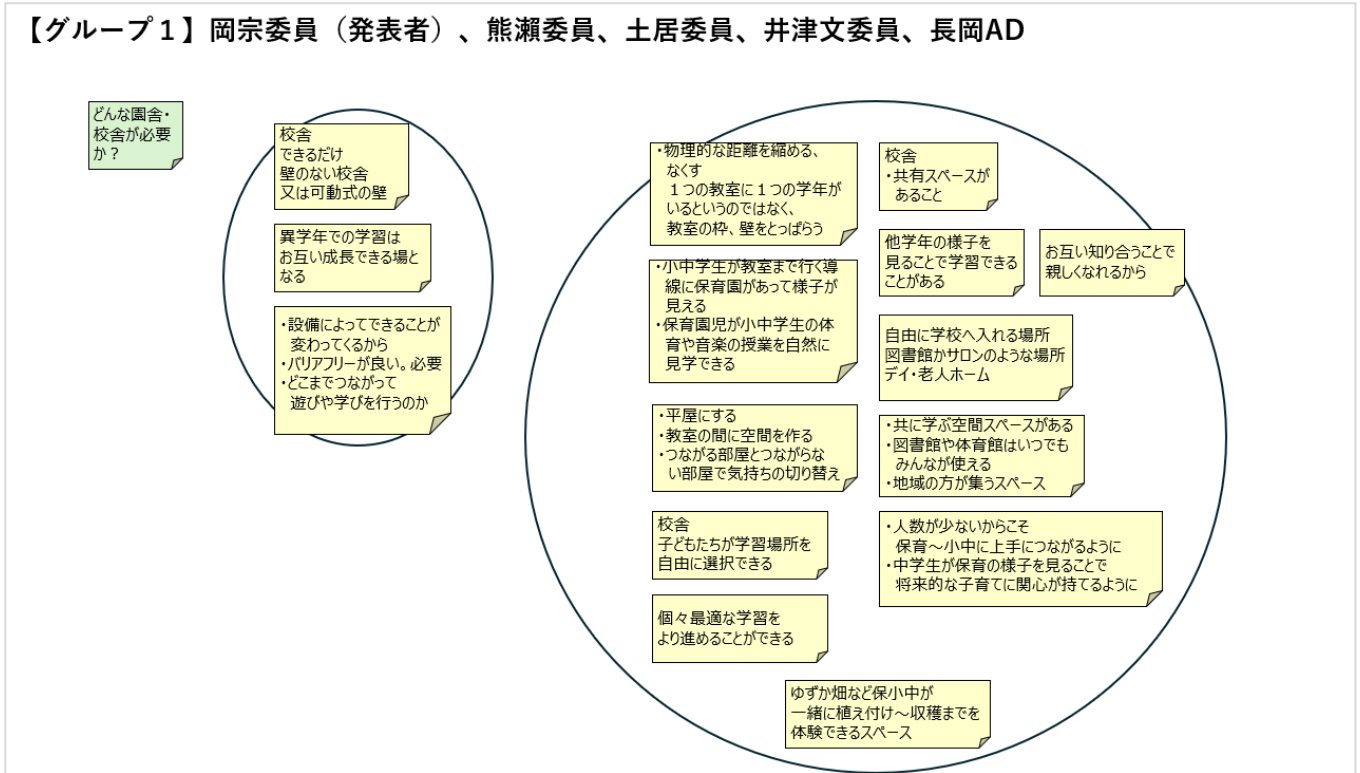 【グループ１】岡宗委員（発表者）、熊瀬委員、土居委員、井津文委員、長岡AD
どんな園舎・
校舎が必要
か？
校舎
できるだけ
壁のない校舎
又は可動式の壁
異学年での学習は
お互い成長できる場と
なる
・設備によってできることが
変わってくるから
・バリアフリーが良い。必要
・どこまでつながって
遊びや学びを行うのか
・物理的な距離を縮める、
なくす
１つの教室に１つの学年が
いるというのではなく、
教室の枠、壁をとっぱらう
・小中学生が教室まで行く導
線に保育園があって様子が
見える
・保育園児が小中学生の体
育や音楽の授業を自然に
見学できる
・平屋にする
・教室の間に空間を作る
・つながる部屋とつながらな
い部屋で気持ちの切り替え
校舎
子どもたちが学習場所を
自由に選択できる
個々最適な学習を
より進めることができる
校舎
・共有スペースが
あること
他学年の様子を
見ることで学習できる
ことがある
お互い知り合うことで
親しくなれるから
自由に学校へ入れる場所
図書館かサロンのような場所
デイ・老人ホーム
・共に学ぶ空間スペースがある
・図書館や体育館はいつでも
みんなが使える
・地域の方が集うスペース
・人数が少ないからこそ
保育～小中に上手につながるように
・中学生が保育の様子を見ることで
将来的な子育てに関心が持てるように
ゆずか畑など保小中が
一緒に植え付け～収穫までを
体験できるスペース